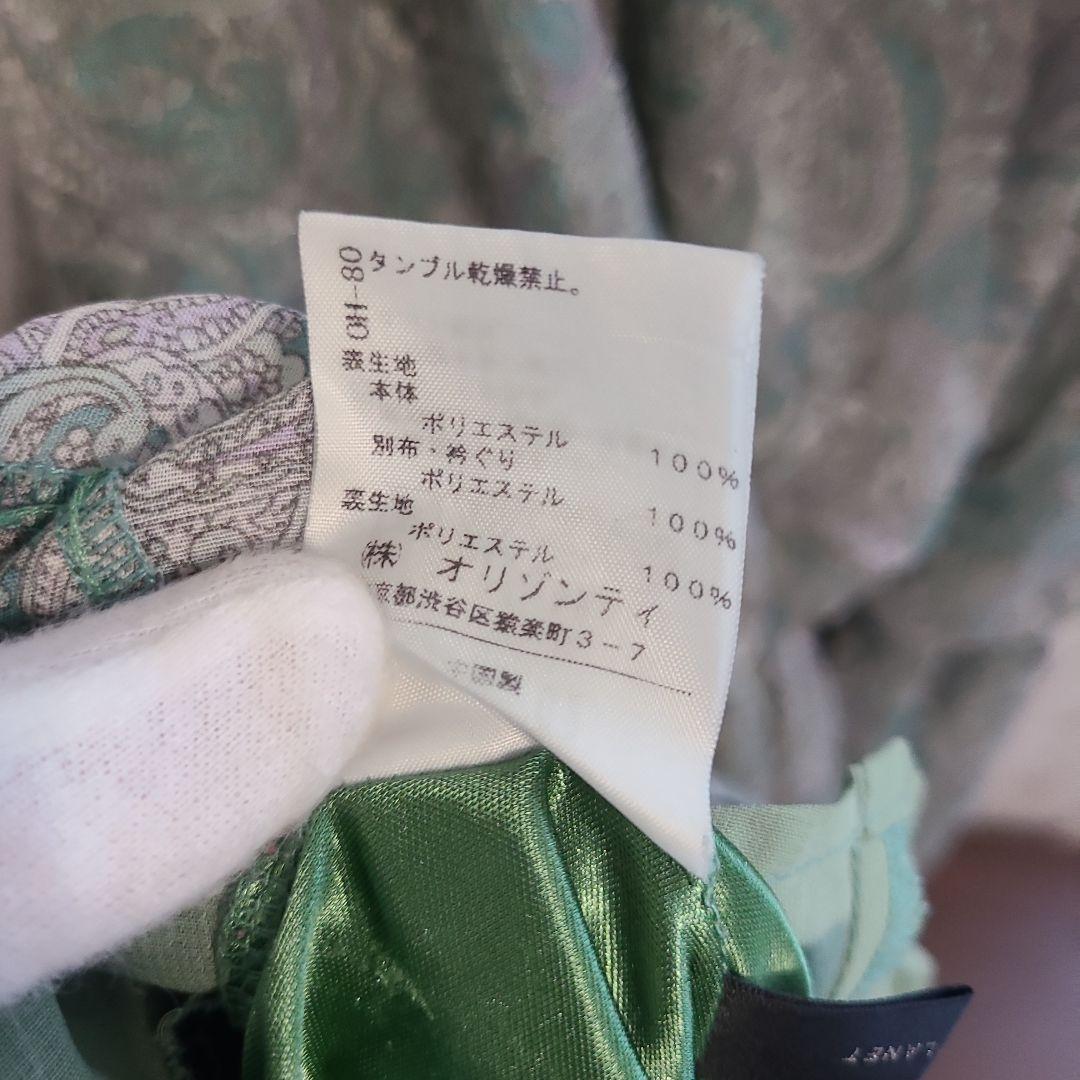 OH-80
タンブル乾燥禁止。
表生地
本体
ポリエステル 100%
別布・衿ぐり
ポリエステル 100%
裏生地
ポリエステル 100%
㈱ オリゾンティ
京都渋谷区猿楽町3-7
中国製
LANET